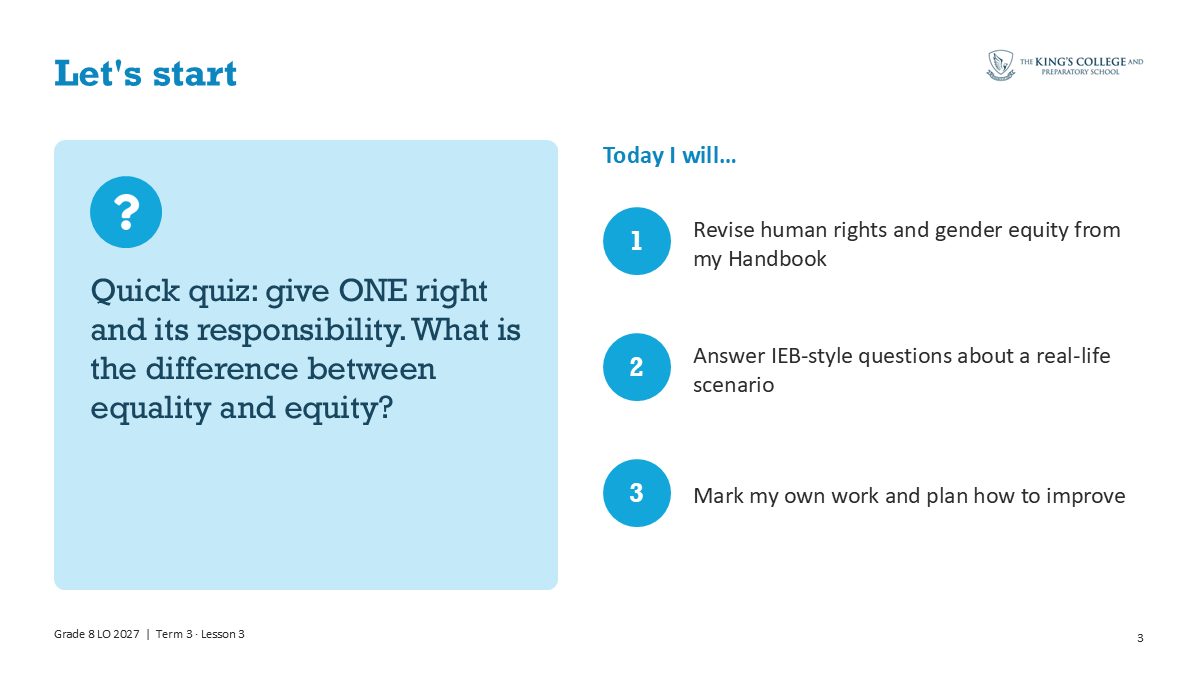 Let's start
THE KING'S COLLEGE AND
PREPARATORY SCHOOL
?
Quick quiz: give ONE right
and its responsibility. What is
the difference between
equality and equity?
Today I will...
1
Revise human rights and gender equity from
my Handbook
2
Answer IEB-style questions about a real-life
scenario
3
Mark my own work and plan how to improve
Grade 8 LO 2027 | Term 3 · Lesson 3
3